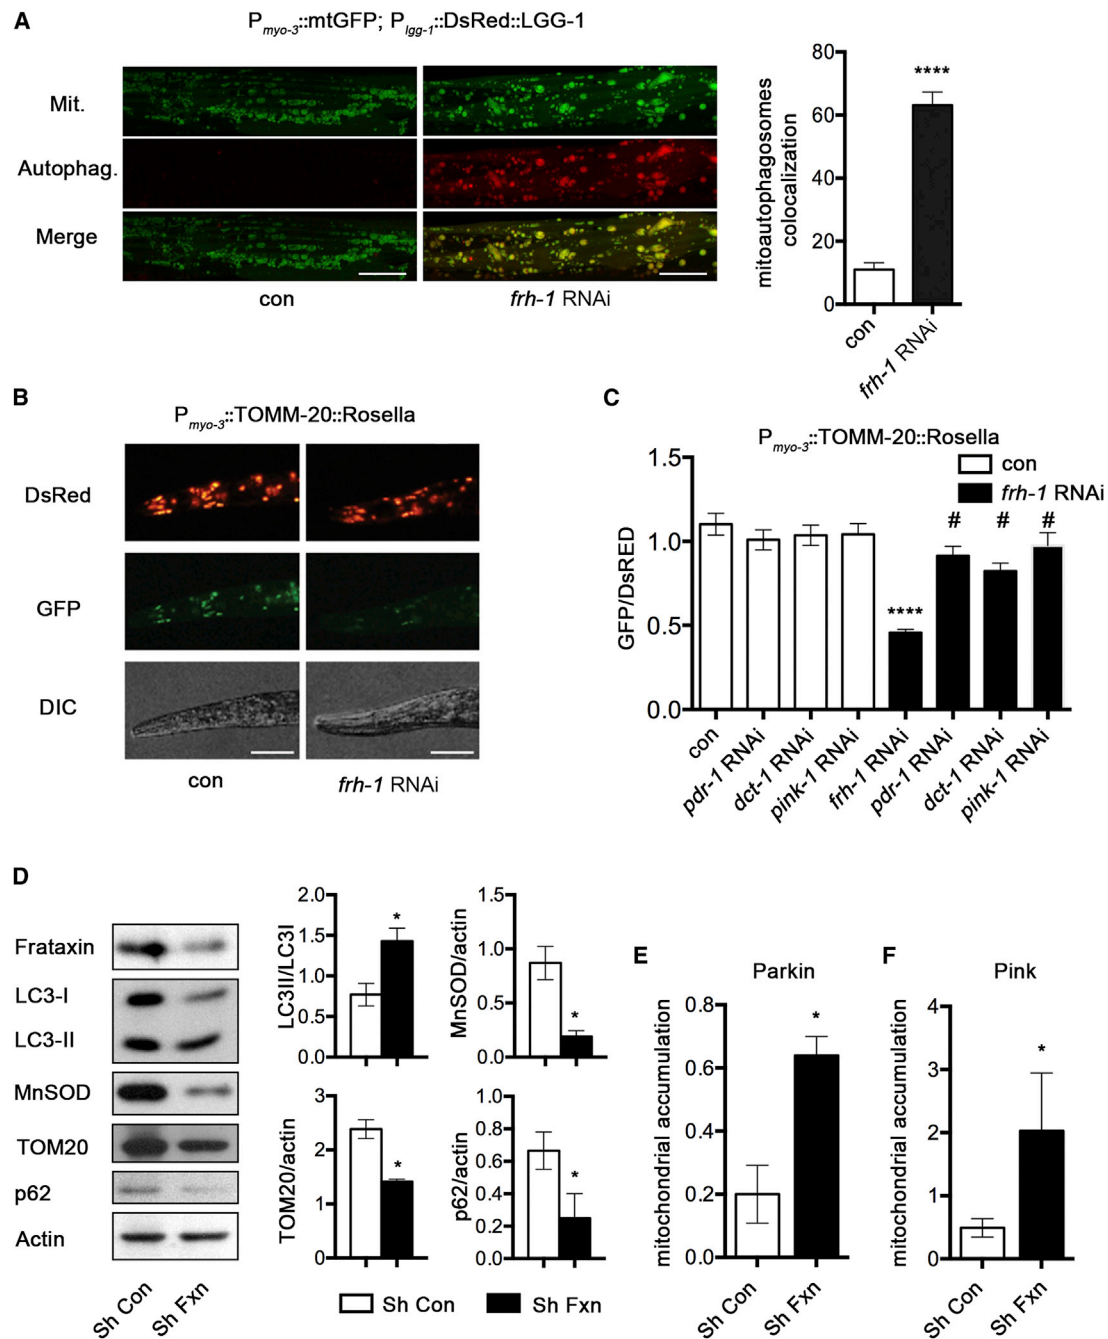 A
Pmyo-3::mtGFP; Plgg-1::DsRed::LGG-1
Mit.
Autophag.
Merge
con
frh-1 RNAi
mitoautophagosomes
colocalization
80
60
40
20
0
****
con
frh-1 RNAi
B
Pmyo-3::TOMM-20::Rosella
DsRed
GFP
DIC
con
frh-1 RNAi
C
Pmyo-3::TOMM-20::Rosella
con
frh-1 RNAi
GFP/DsRED
1.5
1.0
0.5
0.0
****
#
#
#
con
pdr-1 RNAi
dct-1 RNAi
pink-1 RNAi
frh-1 RNAi
pdr-1 RNAi
dct-1 RNAi
pink-1 RNAi
D
Frataxin
LC3-I
LC3-II
MnSOD
TOM20
p62
Actin
Sh Con
Sh Fxn
LC3II/LC3I
2.0
1.5
1.0
0.5
0.0
*
MnSOD/actin
1.5
1.0
0.5
0.0
*
TOM20/actin
3
2
1
0
*
p62/actin
0.8
0.6
0.4
0.2
0.0
*
Sh Con
Sh Fxn
E
Parkin
mitochondrial accumulation
0.8
0.6
0.4
0.2
0.0
*
Sh Con
Sh Fxn
F
Pink
mitochondrial accumulation
4
3
2
1
0
*
Sh Con
Sh Fxn